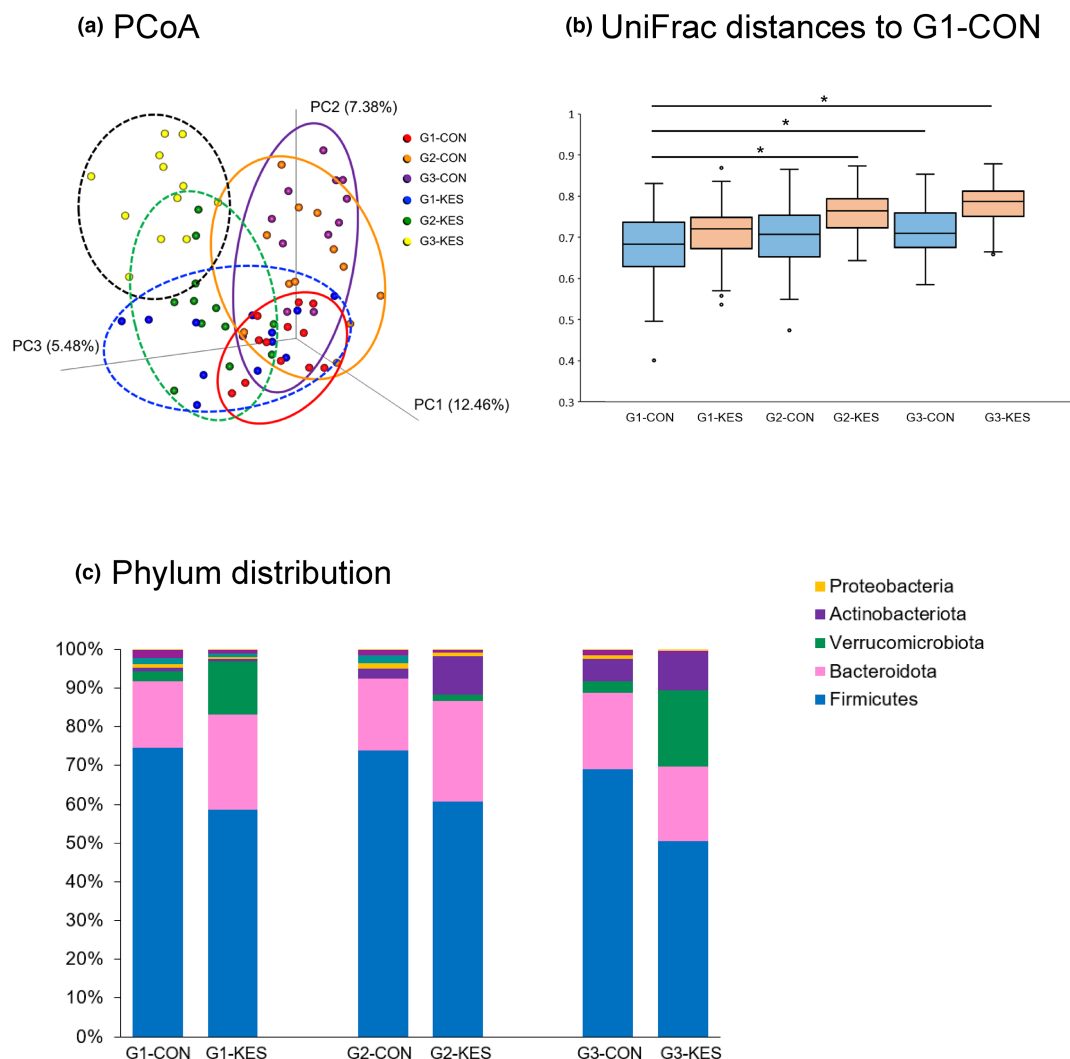 (a) PCoA
PC2 (7.38%)
G1-CON
G2-CON
G3-CON
G1-KES
G2-KES
G3-KES
PC3 (5.48%)
PC1 (12.46%)
(b) UniFrac distances to G1-CON
*
*
*
1
0.9
0.8
0.7
0.6
0.5
0.4
0.3
G1-CON G1-KES G2-CON G2-KES G3-CON G3-KES
(c) Phylum distribution
Proteobacteria
Actinobacteriota
Verrucomicrobiota
Bacteroidota
Firmicutes
100%
90%
80%
70%
60%
50%
40%
30%
20%
10%
0%
G1-CON G1-KES G2-CON G2-KES G3-CON G3-KES